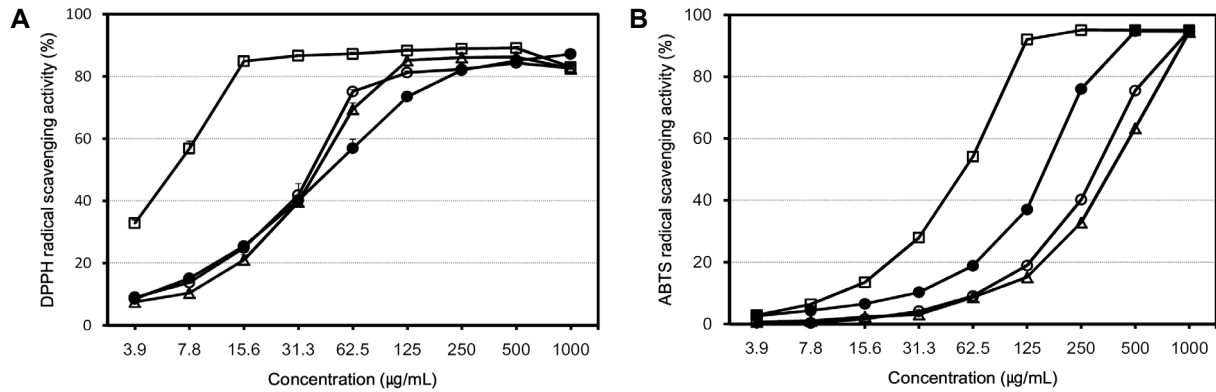 A
DPPH radical scavenging activity (%)
100
80
60
40
20
0
3.9 7.8 15.6 31.3 62.5 125 250 500 1000
Concentration (μg/mL)
B
ABTS radical scavenging activity (%)
100
80
60
40
20
0
3.9 7.8 15.6 31.3 62.5 125 250 500 1000
Concentration (μg/mL)